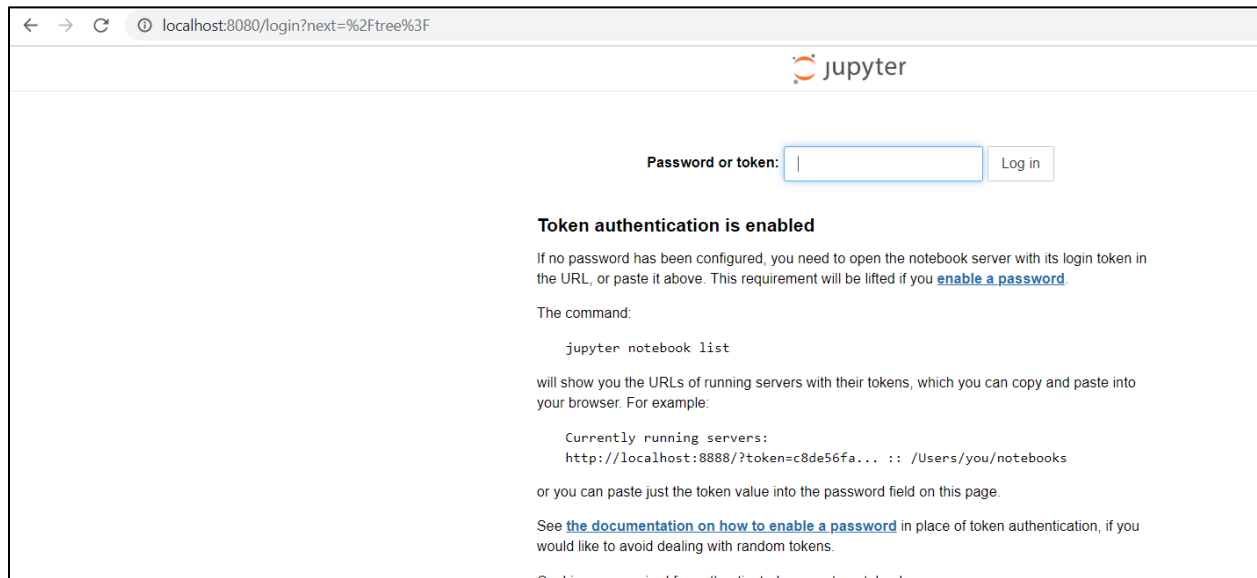 localhost:8080/login?next=%2Ftree%3F
jupyter
Password or token:
Log in
Token authentication is enabled
If no password has been configured, you need to open the notebook server with its login token in
the URL, or paste it above. This requirement will be lifted if you enable a password.
The command:
jupyter notebook list
will show you the URLs of running servers with their tokens, which you can copy and paste into
your browser. For example:
Currently running servers:
http://localhost:8888/?token=c8de56fa... :: /Users/you/notebooks
or you can paste just the token value into the password field on this page.
See the documentation on how to enable a password in place of token authentication, if you
would like to avoid dealing with random tokens.